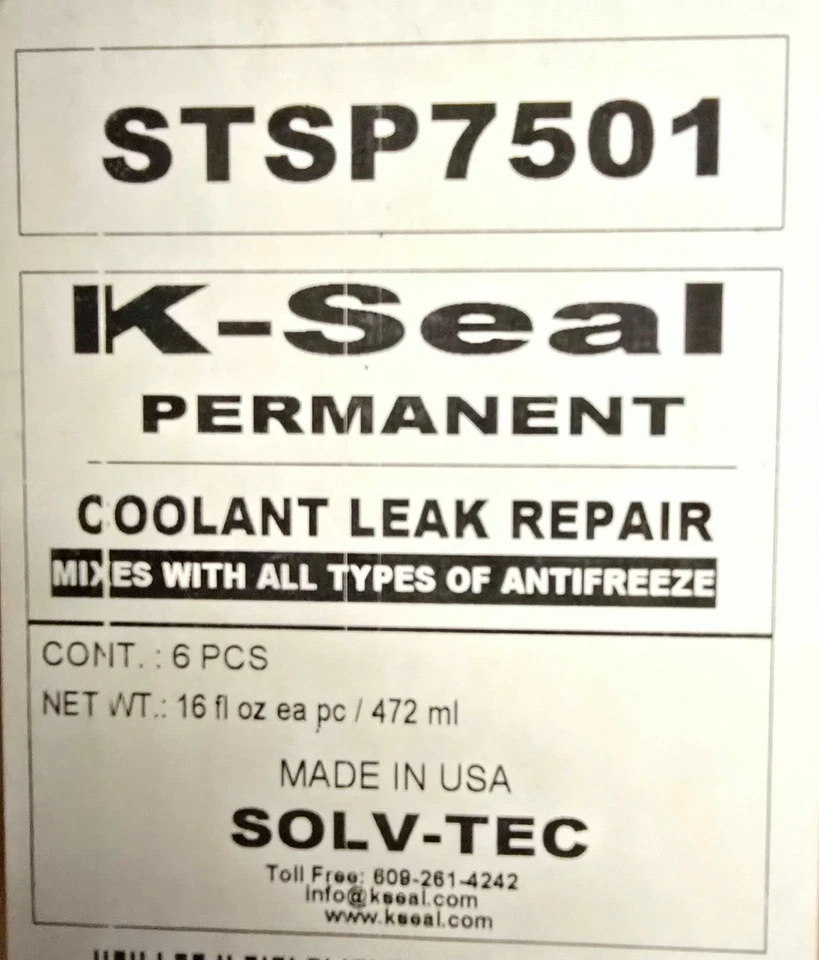 STSP7501
K-Seal
PERMANENT
COOLANT LEAK REPAIR
MIXES WITH ALL TYPES OF ANTIFREEZE
CONT. : 6 PCS
NET WT.: 16 fl oz ea pc / 472 ml
MADE IN USA
SOLV-TEC
Toll Free: 609-261-4242
info@kseal.com
www.kseal.com